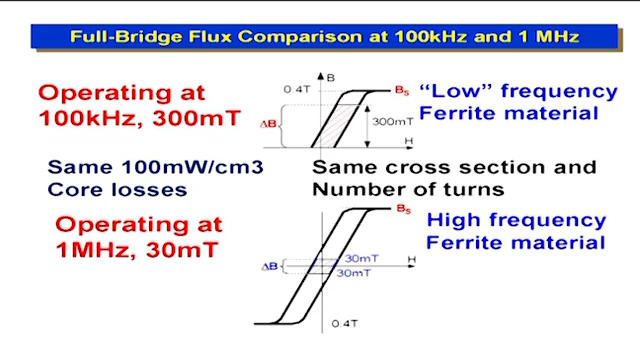 Full-Bridge Flux Comparison at 100kHz and 1 MHz
Operating at
100kHz, 300mT
B
0.4T
Bs
ΔB
300mT
H
"Low" frequency
Ferrite material
Same 100mW/cm3
Core losses
Same cross section and
Number of turns
Operating at
1MHz, 30mT
Bs
ΔB
30mT
H
30mT
0.4T
High frequency
Ferrite material